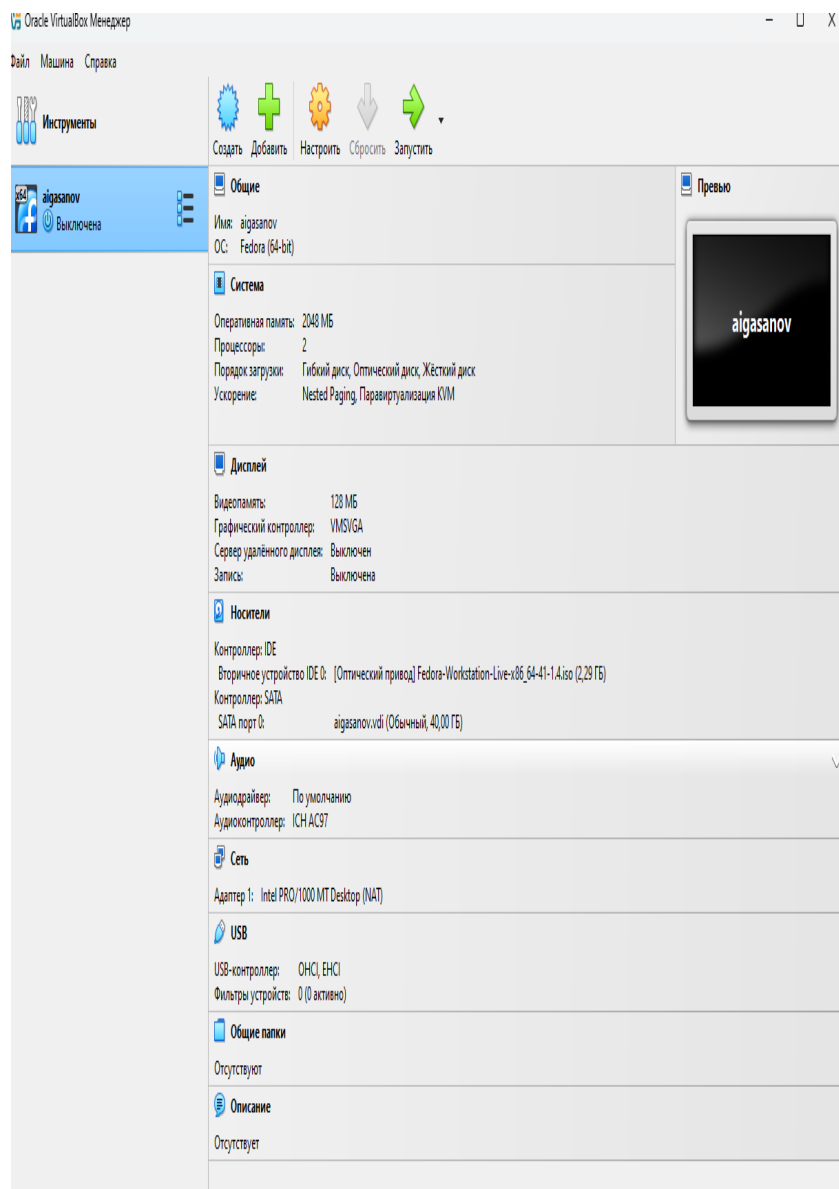 Oracle VirtualBox Менеджер
Файл Машина Справка
Инструменты
Создать Добавить Настроить Сбросить Запустить
x64
aigasanov
Выключена
Общие
Имя: aigasanov
ОС: Fedora (64-bit)
Превью
aigasanov
Система
Оперативная память: 2048 МБ
Процессоры: 2
Порядок загрузки: Гибкий диск, Оптический диск, Жёсткий диск
Ускорение: Nested Paging, Паравиртуализация KVM
Дисплей
Видеопамять: 128 МБ
Графический контроллер: VMSVGA
Сервер удалённого дисплея: Выключен
Запись: Выключена
Носители
Контроллер: IDE
Вторичное устройство IDE 0: [Оптический привод] Fedora-Workstation-Live-x86_64-41-1.4.iso (2,29 ГБ)
Контроллер: SATA
SATA порт 0: aigasanov.vdi (Обычный, 40,00 ГБ)
Аудио
Аудиодрайвер: По умолчанию
Аудиоконтроллер: ICH AC97
Сеть
Адаптер 1: Intel PRO/1000 MT Desktop (NAT)
USB
USB-контроллер: OHCI, EHCI
Фильтры устройств: 0 (0 активно)
Общие папки
Отсутствуют
Описание
Отсутствует